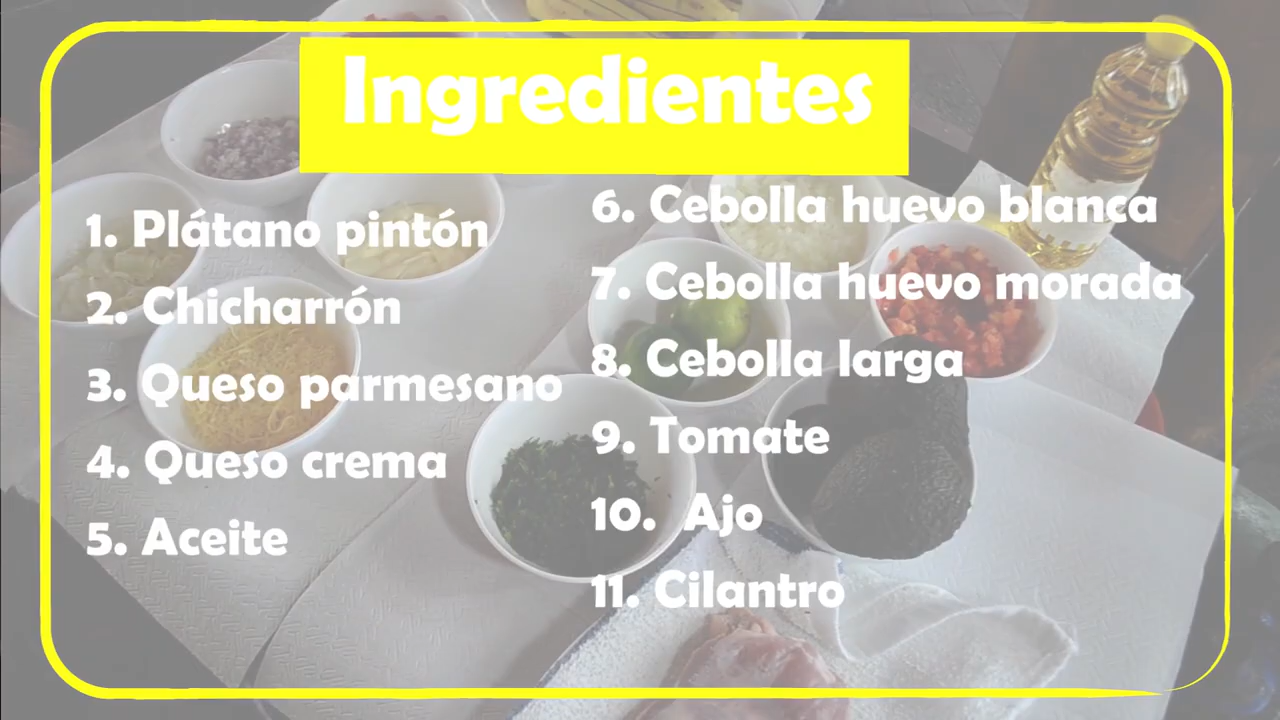 Ingredientes
1. Plátano pintón
2. Chicharrón
3. Queso parmesano
4. Queso crema
5. Aceite
6. Cebolla huevo blanca
7. Cebolla huevo morada
8. Cebolla larga
9. Tomate
10. Ajo
11. Cilantro